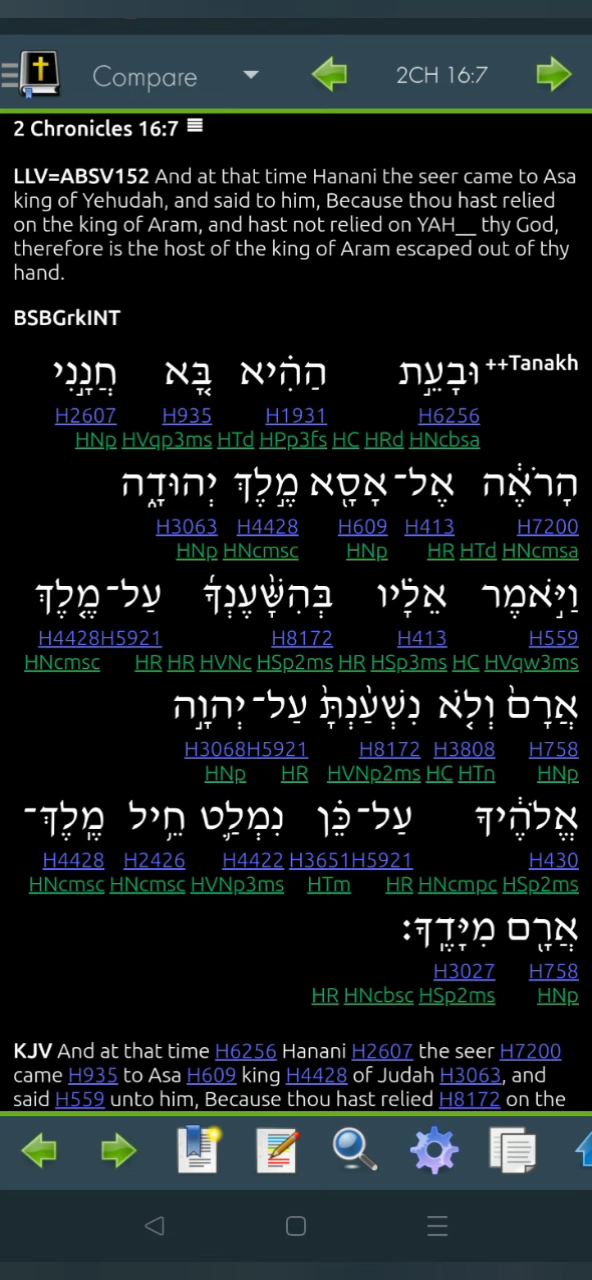 Compare 2CH 16:7
2 Chronicles 16:7
LLV=ABSV152 And at that time Hanani the seer came to Asa
king of Yehudah, and said to him, Because thou hast relied
on the king of Aram, and hast not relied on YAH__ thy God,
therefore is the host of the king of Aram escaped out of thy
hand.
BSBGrkINT
++Tanakh וּבָעֵ֣ת הַהִ֗יא בָּ֚א חֲנָ֣נִי
H2607 H935 H1931 H6256
HNp HVqp3ms HTd HPp3fs HC HRd HNcbsa
הָרֹאֶ֔ה אֶל־ אָסָ֖א מֶ֣לֶךְ יְהוּדָ֑ה
H3063 H4428 H609 H413 H7200
HNp HNcmsc HNp HR HTd HNcmsa
וַיֹּ֣אמֶר אֵלָ֗יו בְּהִשָּׁ֨עֶנְךָ֜ עַל־ מֶ֤לֶךְ
H4428H5921 H8172 H413 H559
HNcmsc HR HR HVNc HSp2ms HR HSp3ms HC HVqw3ms
אֲרָם֙ וְלֹ֤א נִשְׁעַ֙נְתָּ֙ עַל־ יְהוָ֣ה
H3068H5921 H8172 H3808 H758
HNp HR HVNp2ms HC HTn HNp
אֱלֹהֶ֔יךָ עַל־ כֵּ֗ן נִמְלַ֛ט חֵ֥יל מֶֽלֶךְ־
H4428 H2426 H4422 H3651H5921 H430
HNcmsc HNcmsc HVNp3ms HTm HR HNcmpc HSp2ms
אֲרָ֖ם מִיָּדֶֽךָ׃
H3027 H758
HR HNcbsc HSp2ms HNp
KJV And at that time H6256 Hanani H2607 the seer H7200
came H935 to Asa H609 king H4428 of Judah H3063, and
said H559 unto him, Because thou hast relied H8172 on the